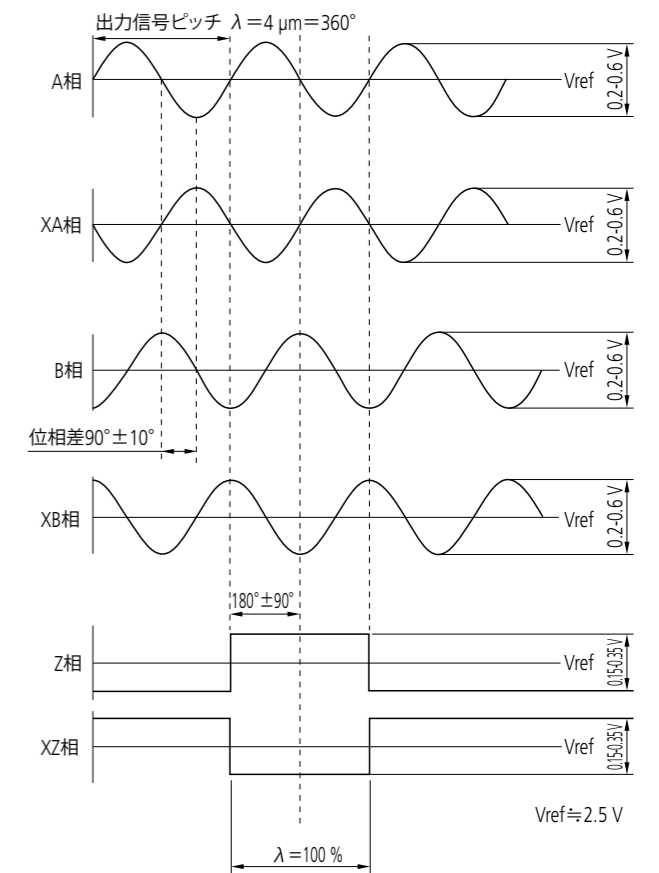 出力信号ピッチ λ=4 μm=360°
A相
Vref
0.2-0.6 V
XA相
Vref
0.2-0.6 V
B相
Vref
0.2-0.6 V
位相差90°±10°
XB相
Vref
0.2-0.6 V
180°±90°
Z相
Vref
0.15-0.35 V
XZ相
Vref
0.15-0.35 V
Vref≒2.5 V
λ=100 %